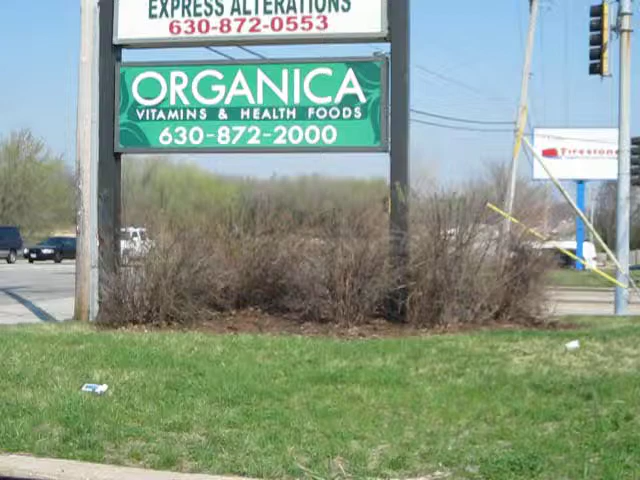 EXPRESS ALTERATIONS
630-872-0553
ORGANICA
VITAMINS & HEALTH FOODS
630-872-2000
Firestone